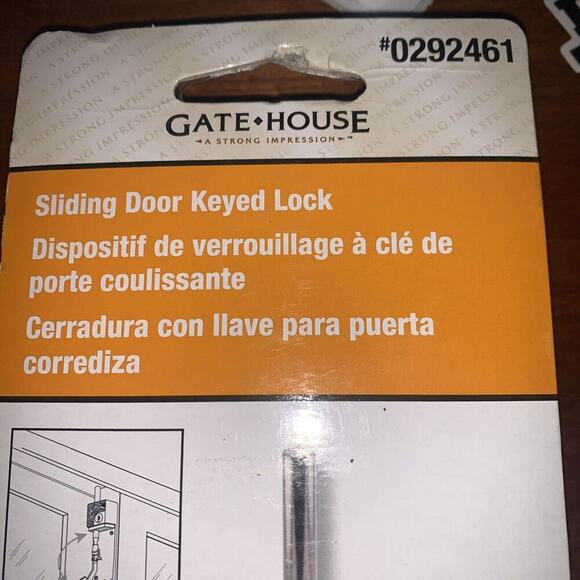 #0292461
GATE HOUSE
A STRONG IMPRESSION ™
Sliding Door Keyed Lock
Dispositif de verrouillage à clé de
porte coulissante
Cerradura con llave para puerta
corrediza